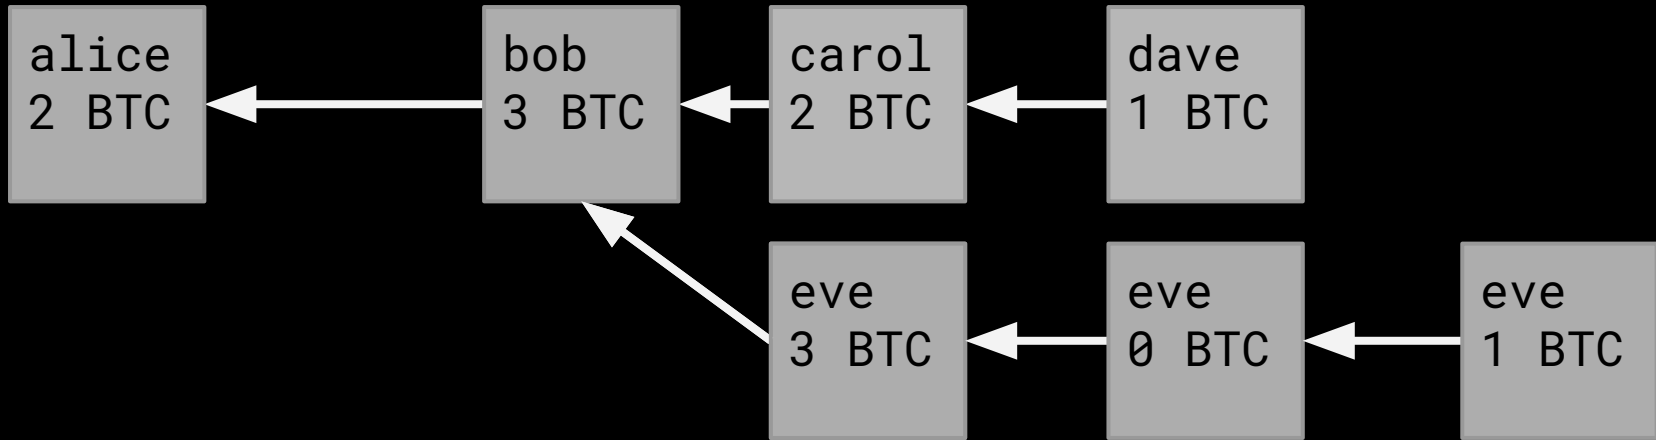 alice
2 BTC
bob
3 BTC
carol
2 BTC
dave
1 BTC
eve
3 BTC
eve
0 BTC
eve
1 BTC